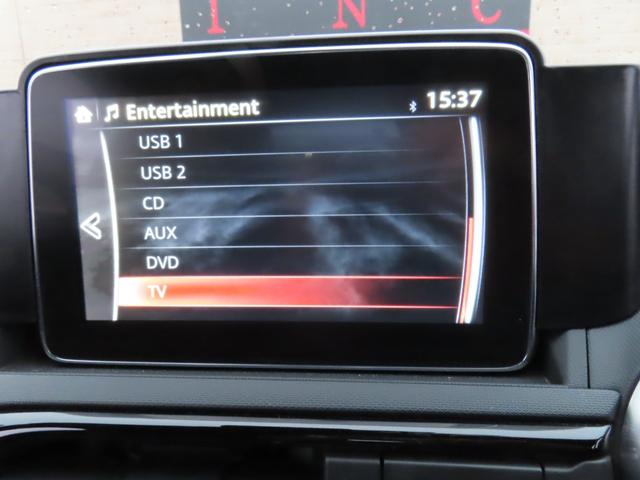 I N C
Entertainment 15:37
USB 1
USB 2
CD
AUX
DVD
TV